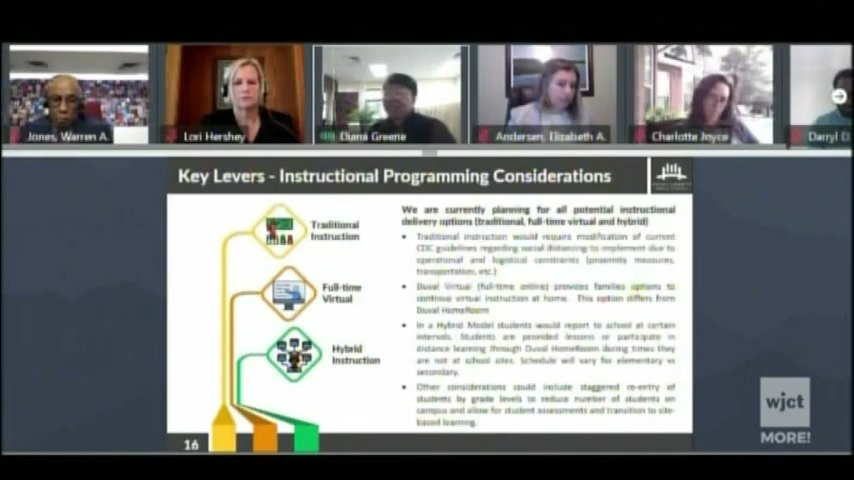 Jones, Warren A.
Lori Hershey
Diana Greene
Andersen, Elizabeth A.
Charlotte Joyce
Darryl D
Key Levers - Instructional Programming Considerations
Traditional
Instruction
Full-time
Virtual
Hybrid
Instruction
We are currently planning for all potential instructional
delivery options (traditional, full-time virtual and hybrid)
Traditional instruction would require modification of current
CDC guidelines regarding social distancing to implement due to
operational and logistical constraints (proximity measures,
transportation, etc.)
Duval Virtual (full-time online) provides families options to
continue virtual instruction at home. This option differs from
Duval HomeRoom
In a Hybrid Model students would report to school at certain
intervals. Students are provided lessons or participate in
distance learning through Duval HomeRoom during times they
are not at school sites. Schedule will vary for elementary vs
secondary.
Other considerations could include staggered re-entry of
students by grade levels to reduce number of students on
campus and allow for student assessments and transition to site-
based learning.
16
wjct
MORE!